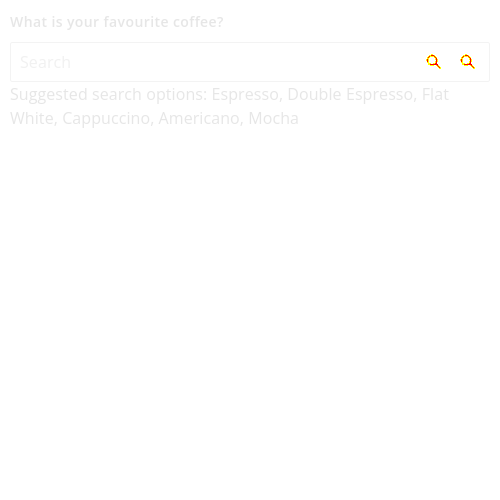 What is your favourite coffee?
Search
Suggested search options: Espresso, Double Espresso, Flat
White, Cappuccino, Americano, Mocha